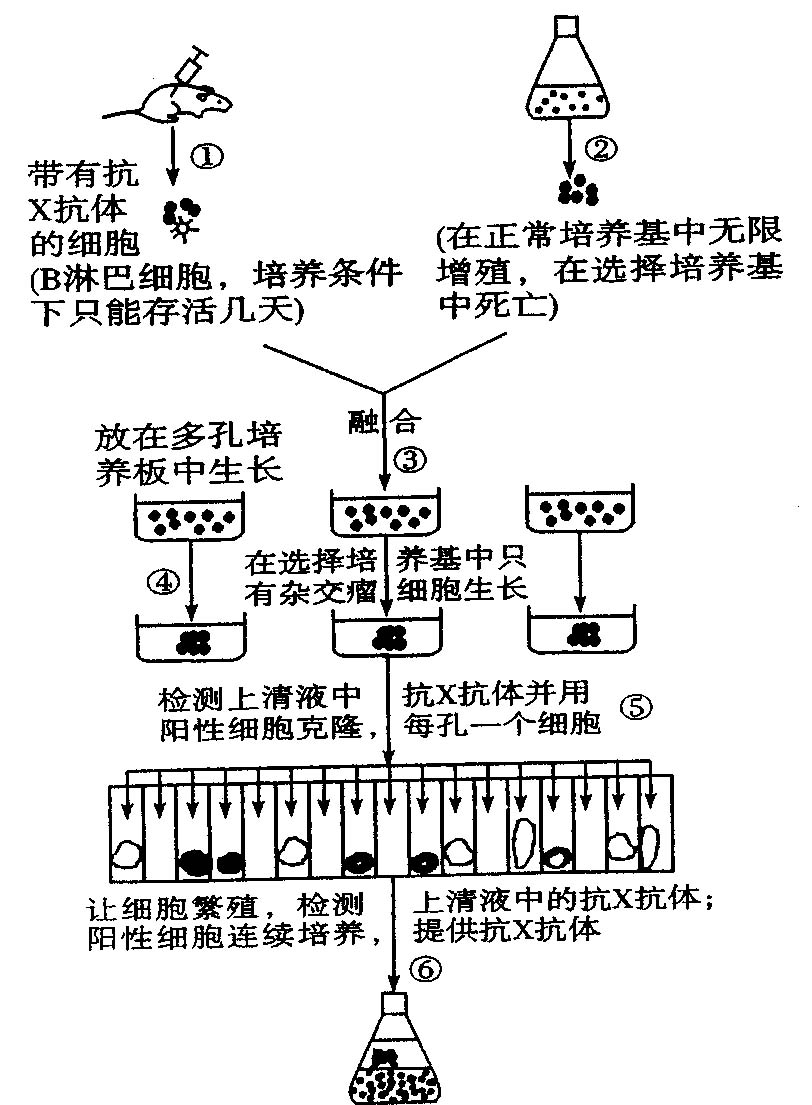 ①
②
带有抗
X抗体
的细胞
(B淋巴细胞，培养条件
下只能存活几天)
(在正常培养基中无限
增殖，在选择培养基
中死亡)
融合
③
放在多孔培
养板中生长
④
在选择培 养基中只
有杂交瘤 细胞生长
检测上清液中 抗X抗体并用
阳性细胞克隆，每孔一个细胞
⑤
让细胞繁殖，检测 上清液中的抗X抗体；
阳性细胞连续培养，提供抗X抗体
⑥